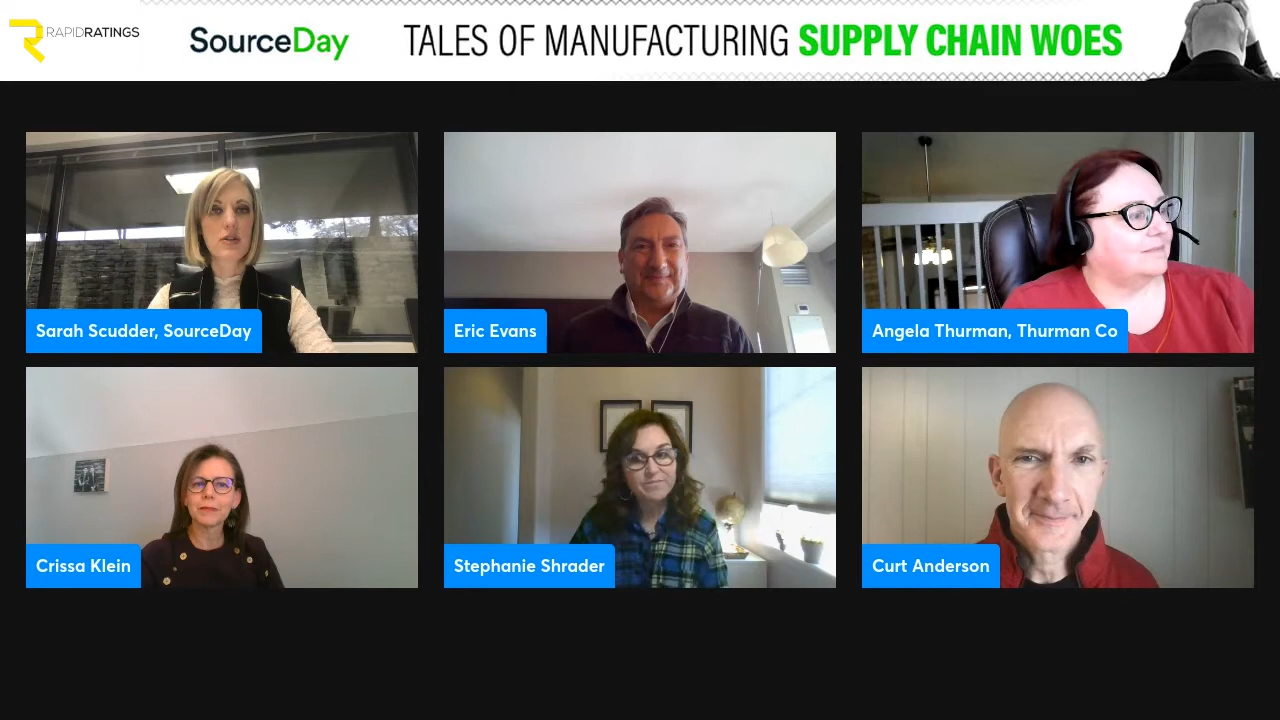 RAPIDRATINGS
SourceDay
TALES OF MANUFACTURING SUPPLY CHAIN WOES
Sarah Scudder, SourceDay
Eric Evans
Angela Thurman, Thurman Co
Crissa Klein
Stephanie Shrader
Curt Anderson